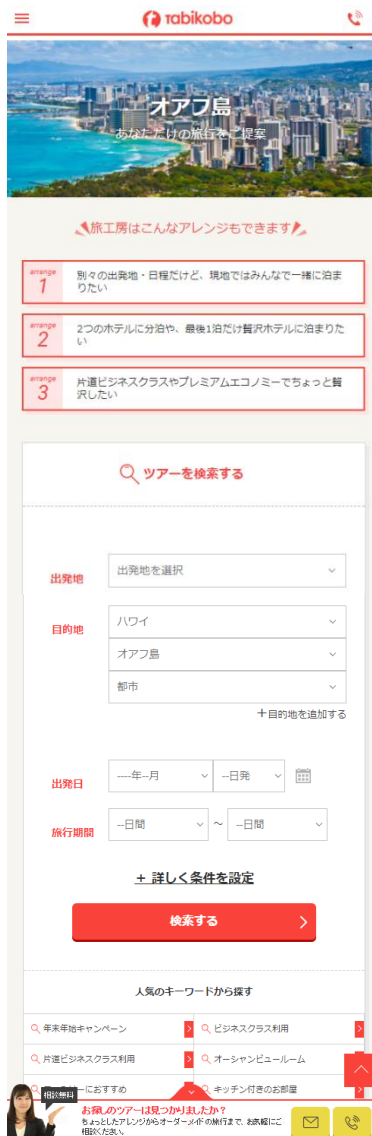 Tabikobo
オアフ島
あなただけの旅行をご提案
旅工房はこんなアレンジもできます
arrange
1
別々の出発地・日程だけど、現地ではみんなで一緒に泊ま
りたい
arrange
2
2つのホテルに分泊や、最後1泊だけ贅沢ホテルに泊まりた
い
arrange
3
片道ビジネスクラスやプレミアムエコノミーでちょっと贅
沢したい
ツアーを検索する
出発地
出発地を選択
目的地
ハワイ
オアフ島
都市
+目的地を追加する
出発日
----年--月
--日発
旅行期間
--日間
~
--日間
+ 詳しく条件を設定
検索する
人気のキーワードから探す
年末年始キャンペーン
ビジネスクラス利用
片道ビジネスクラス利用
オーシャンビュールーム
におすすめ
キッチン付きのお部屋
相談無料
お探しのツアーは見つかりましたか？
ちょっとしたアレンジからオーダーメイドの旅行まで、お気軽にご
相談ください。